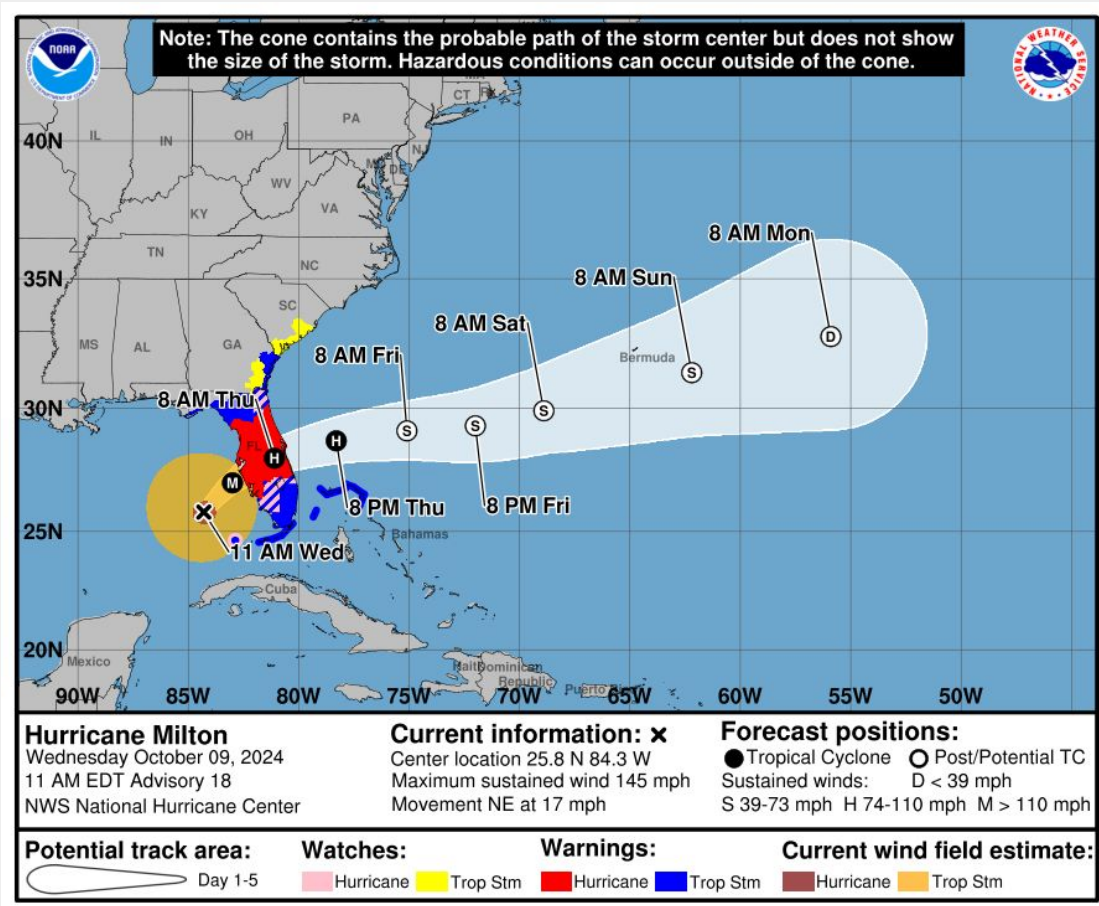 Note: The cone contains the probable path of the storm center but does not show
the size of the storm. Hazardous conditions can occur outside of the cone.
NOAA
NATIONAL WEATHER SERVICE
CT
PA
40N
IL
IN
OH
DE
WV
KY
VA
8 AM Mon
TN
NC
35N
8 AM Sun
SC
8 AM Sat
MS
AL
GA
8 AM Fri
Bermuda
D
S
8 AM Thu
30N
S
S
S
H
FL
H
M
8 PM Thu
8 PM Fri
25N
11 AM Wed
Bahamas
Cuba
20N
Mexico
Dominican
Republic
90W
85W
80W
75W
70W
65W
60W
55W
50W
Hurricane Milton
Wednesday October 09, 2024
11 AM EDT Advisory 18
NWS National Hurricane Center
Current information:
Center location 25.8 N 84.3 W
Maximum sustained wind 145 mph
Movement NE at 17 mph
Forecast positions:
Tropical Cyclone Post/Potential TC
Sustained winds: D < 39 mph
S 39-73 mph H 74-110 mph M > 110 mph
Potential track area:
Day 1-5
Watches:
Hurricane Trop Stm
Warnings:
Hurricane Trop Stm
Current wind field estimate:
Hurricane Trop Stm